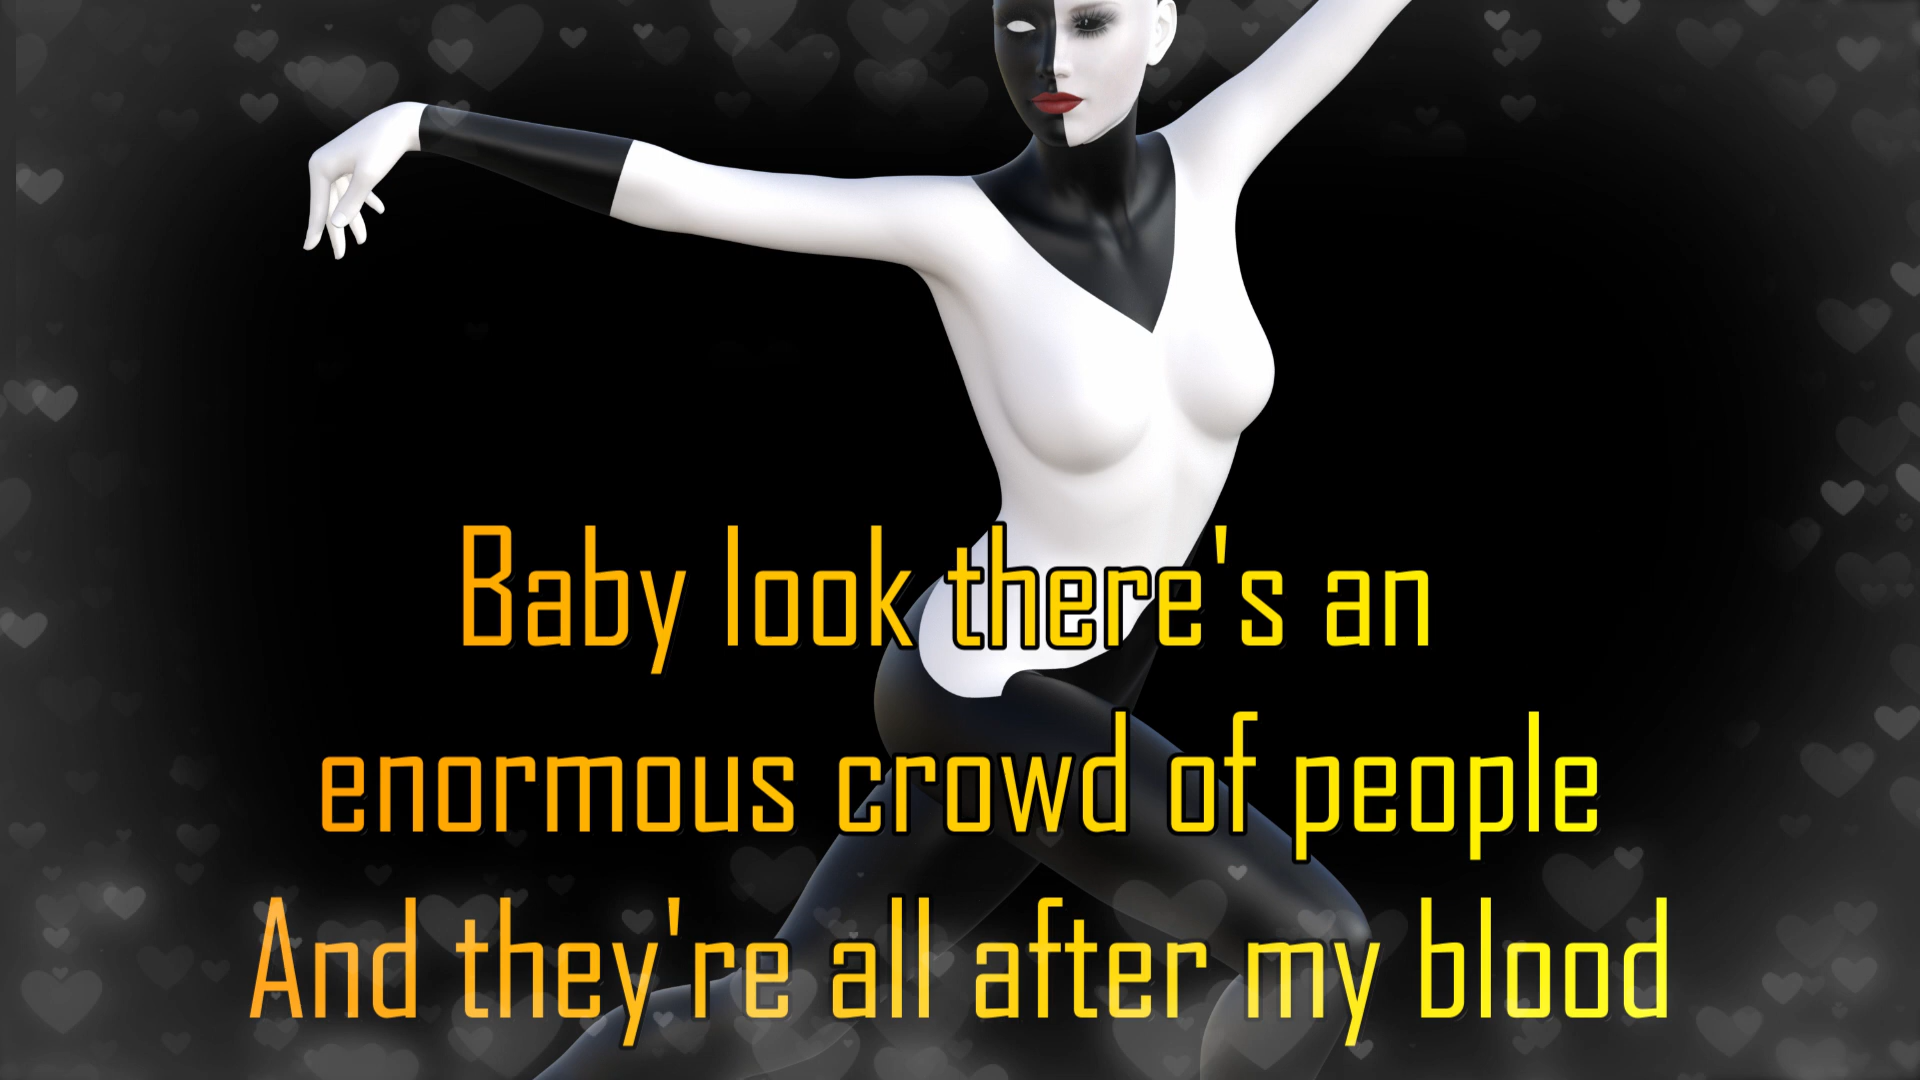 Baby look there's an
enormous crowd of people
And they're all after my blood